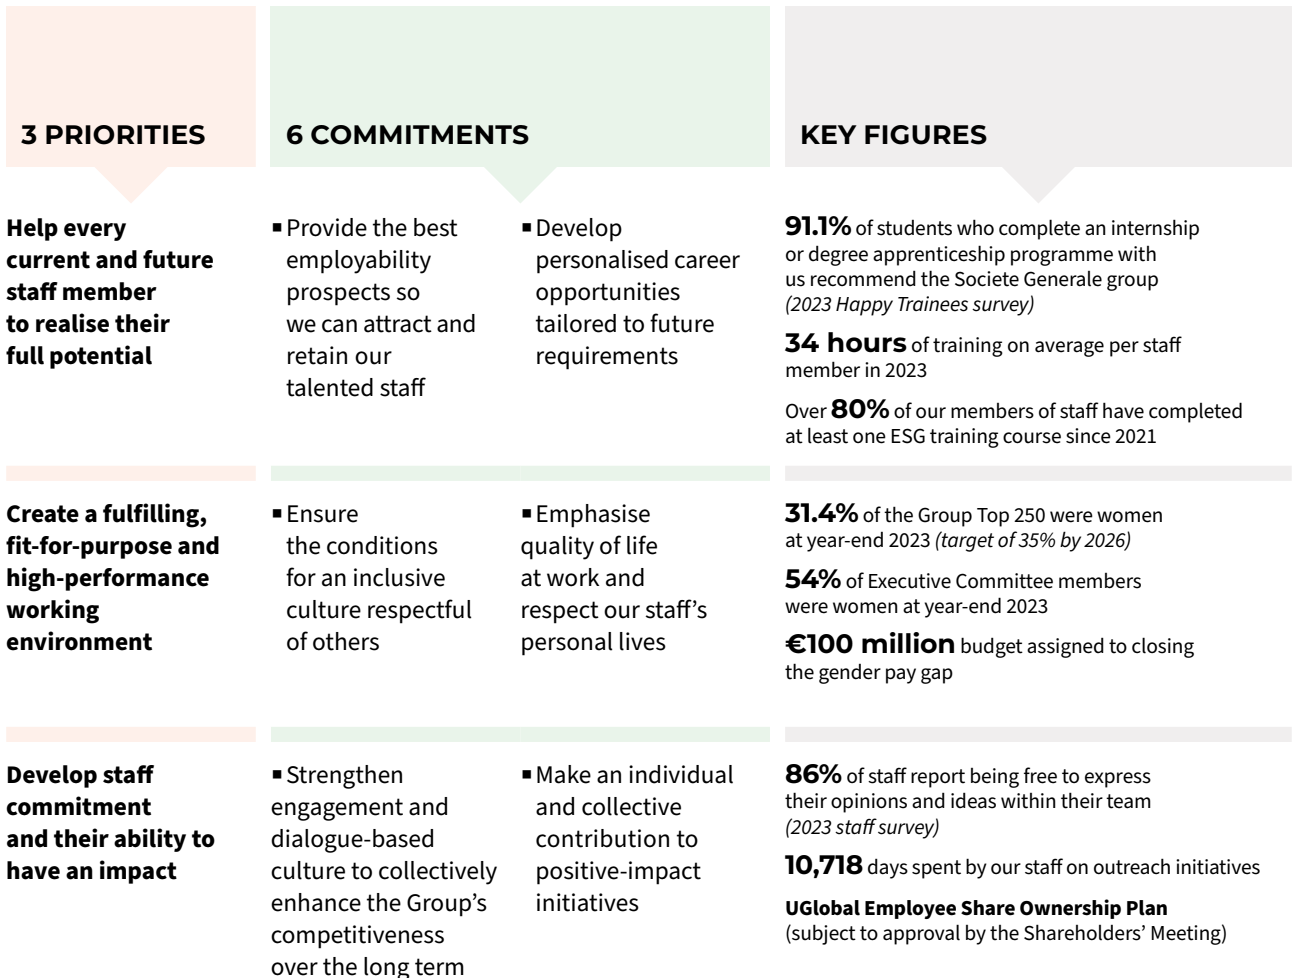 3 PRIORITIES
6 COMMITMENTS
KEY FIGURES
Help every
current and future
staff member
to realise their
full potential
▪ Provide the best
employability
prospects so
we can attract and
retain our
talented staff
▪ Develop
personalised career
opportunities
tailored to future
requirements
91.1% of students who complete an internship
or degree apprenticeship programme with
us recommend the Societe Generale group
(2023 Happy Trainees survey)
34 hours of training on average per staff
member in 2023
Over 80% of our members of staff have completed
at least one ESG training course since 2021
Create a fulfilling,
fit-for-purpose and
high-performance
working
environment
▪ Ensure
the conditions
for an inclusive
culture respectful
of others
▪ Emphasise
quality of life
at work and
respect our staff’s
personal lives
31.4% of the Group Top 250 were women
at year-end 2023 (target of 35% by 2026)
54% of Executive Committee members
were women at year-end 2023
€100 million budget assigned to closing
the gender pay gap
Develop staff
commitment
and their ability to
have an impact
▪ Strengthen
engagement and
dialogue-based
culture to collectively
enhance the Group’s
competitiveness
over the long term
▪ Make an individual
and collective
contribution to
positive-impact
initiatives
86% of staff report being free to express
their opinions and ideas within their team
(2023 staff survey)
10,718 days spent by our staff on outreach initiatives
UGlobal Employee Share Ownership Plan
(subject to approval by the Shareholders’ Meeting)